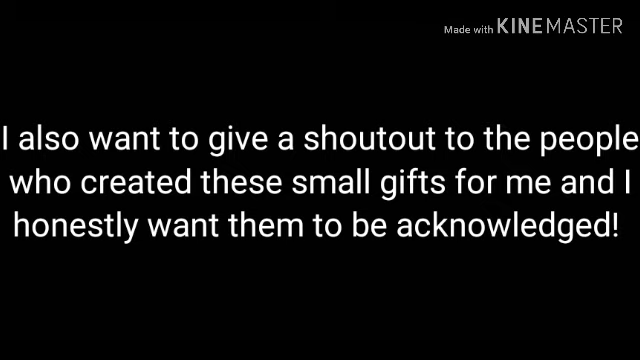 Made with KINEMASTER
I also want to give a shoutout to the people
who created these small gifts for me and I
honestly want them to be acknowledged!